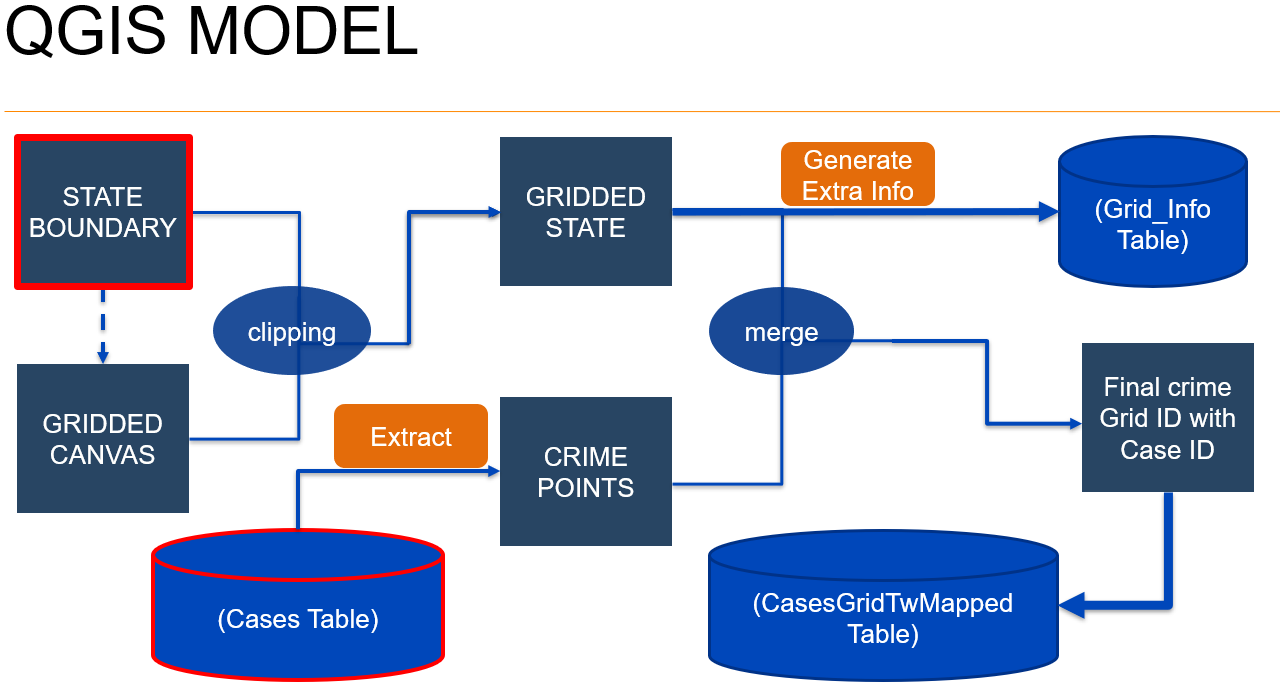 QGIS MODEL
STATE
BOUNDARY
GRIDDED
STATE
Generate
Extra Info
(Grid_Info
Table)
clipping
merge
GRIDDED
CANVAS
Extract
CRIME
POINTS
Final crime
Grid ID with
Case ID
(Cases Table)
(CasesGridTwMapped
Table)